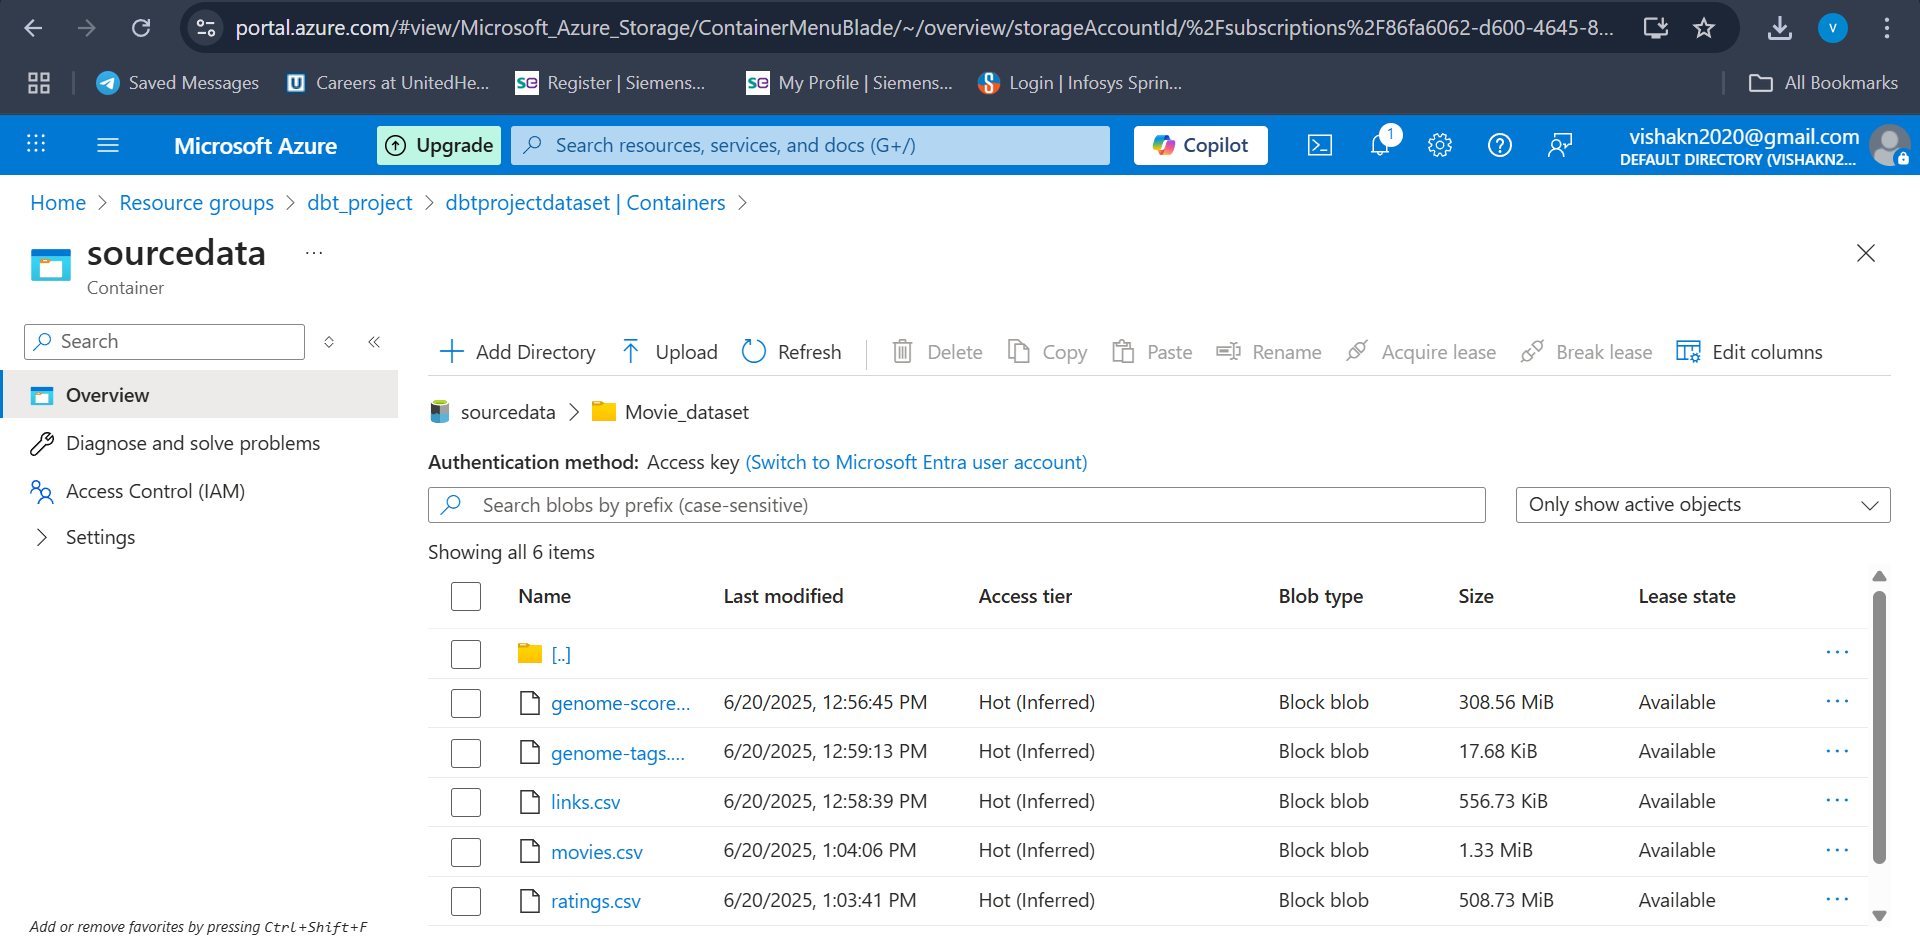 portal.azure.com/#view/Microsoft_Azure_Storage/ContainerMenuBlade/~/overview/storageAccountId/%2Fsubscriptions%2F86fa6062-d600-4645-8...
V
Saved Messages
U Careers at UnitedHe...
se Register | Siemens...
se My Profile | Siemens...
Login | Infosys Sprin...
All Bookmarks
Microsoft Azure
Upgrade
Search resources, services, and docs (G+/)
Copilot
1
vishakn2020@gmail.com
DEFAULT DIRECTORY (VISHAKN2...
Home > Resource groups > dbt_project > dbtprojectdataset | Containers >
sourcedata ...
Container
Search
Overview
Diagnose and solve problems
Access Control (IAM)
Settings
Add or remove favorites by pressing Ctrl+Shift+F
Add Directory Upload Refresh Delete Copy Paste Rename Acquire lease Break lease Edit columns
sourcedata > Movie_dataset
Authentication method: Access key (Switch to Microsoft Entra user account)
Search blobs by prefix (case-sensitive)
Only show active objects
Showing all 6 items
Name Last modified Access tier Blob type Size Lease state
[..] ...
genome-score... 6/20/2025, 12:56:45 PM Hot (Inferred) Block blob 308.56 MiB Available ...
genome-tags.... 6/20/2025, 12:59:13 PM Hot (Inferred) Block blob 17.68 KiB Available ...
links.csv 6/20/2025, 12:58:39 PM Hot (Inferred) Block blob 556.73 KiB Available ...
movies.csv 6/20/2025, 1:04:06 PM Hot (Inferred) Block blob 1.33 MiB Available ...
ratings.csv 6/20/2025, 1:03:41 PM Hot (Inferred) Block blob 508.73 MiB Available ...